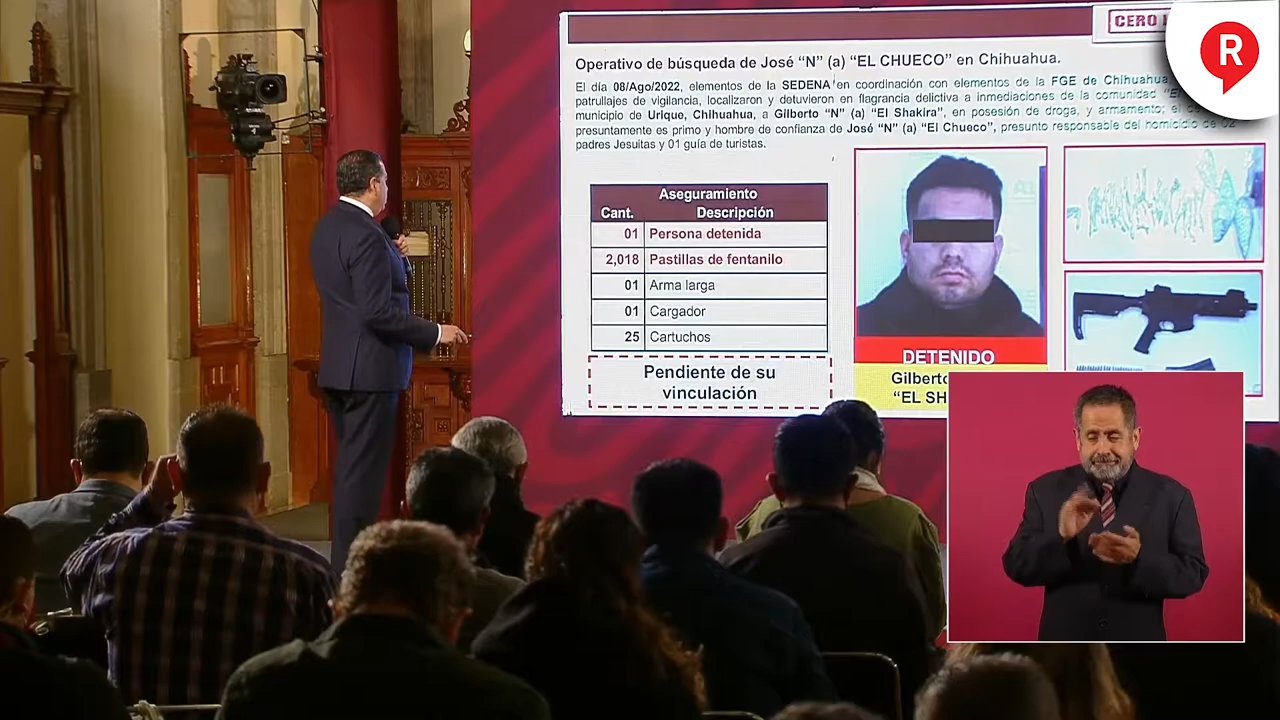 CERO
R
Operativo de búsqueda de José “N” (a) “EL CHUECO” en Chihuahua.
El día 08/Ago/2022, elementos de la SEDENA en coordinación con elementos de la FGE de Chihuahua
patrullajes de vigilancia, localizaron y detuvieron en flagrancia delictiva a inmediaciones de la comunidad
municipio de Urique, Chihuahua, a Gilberto “N” (a) “El Shakira”, en posesión de droga, y armamento; el
presuntamente es primo y hombre de confianza de José “N” (a) “El Chueco”, presunto responsable del homicidio de 02
padres Jesuitas y 01 guía de turistas.
Aseguramiento
Cant. Descripción
01 Persona detenida
2,018 Pastillas de fentanilo
01 Arma larga
01 Cargador
25 Cartuchos
Pendiente de su
vinculación
DETENIDO
Gilberto
“EL SH